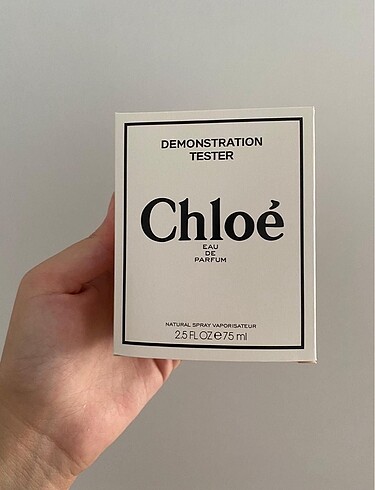 DEMONSTRATION
TESTER
Chloé
EAU
DE
PARFUM
NATURAL SPRAY VAPORISATEUR
2.5 FL OZ ℮ 75 ml